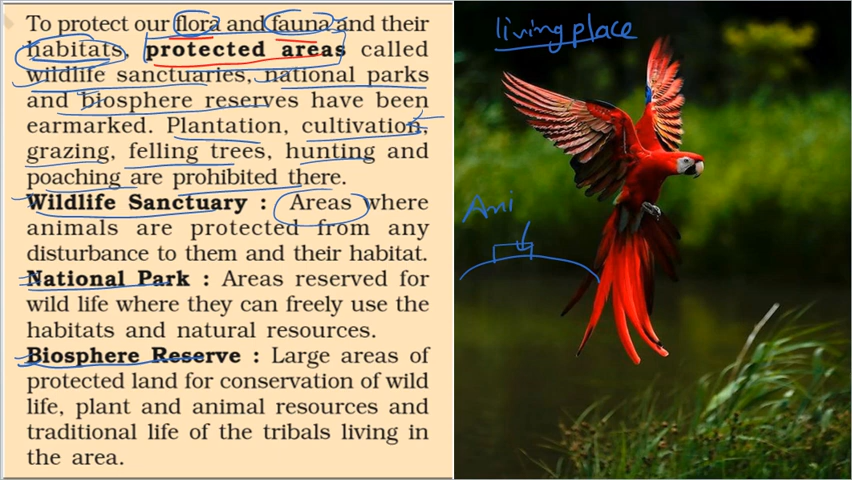 To protect our flora and fauna and their
habitats, protected areas called
wildlife sanctuaries, national parks
and biosphere reserves have been
earmarked. Plantation, cultivation,
grazing, felling trees, hunting and
poaching are prohibited there.
Wildlife Sanctuary : Areas where
animals are protected from any
disturbance to them and their habitat.
National Park : Areas reserved for
wild life where they can freely use the
habitats and natural resources.
Biosphere Reserve : Large areas of
protected land for conservation of wild
life, plant and animal resources and
traditional life of the tribals living in
the area.
living place
Ani